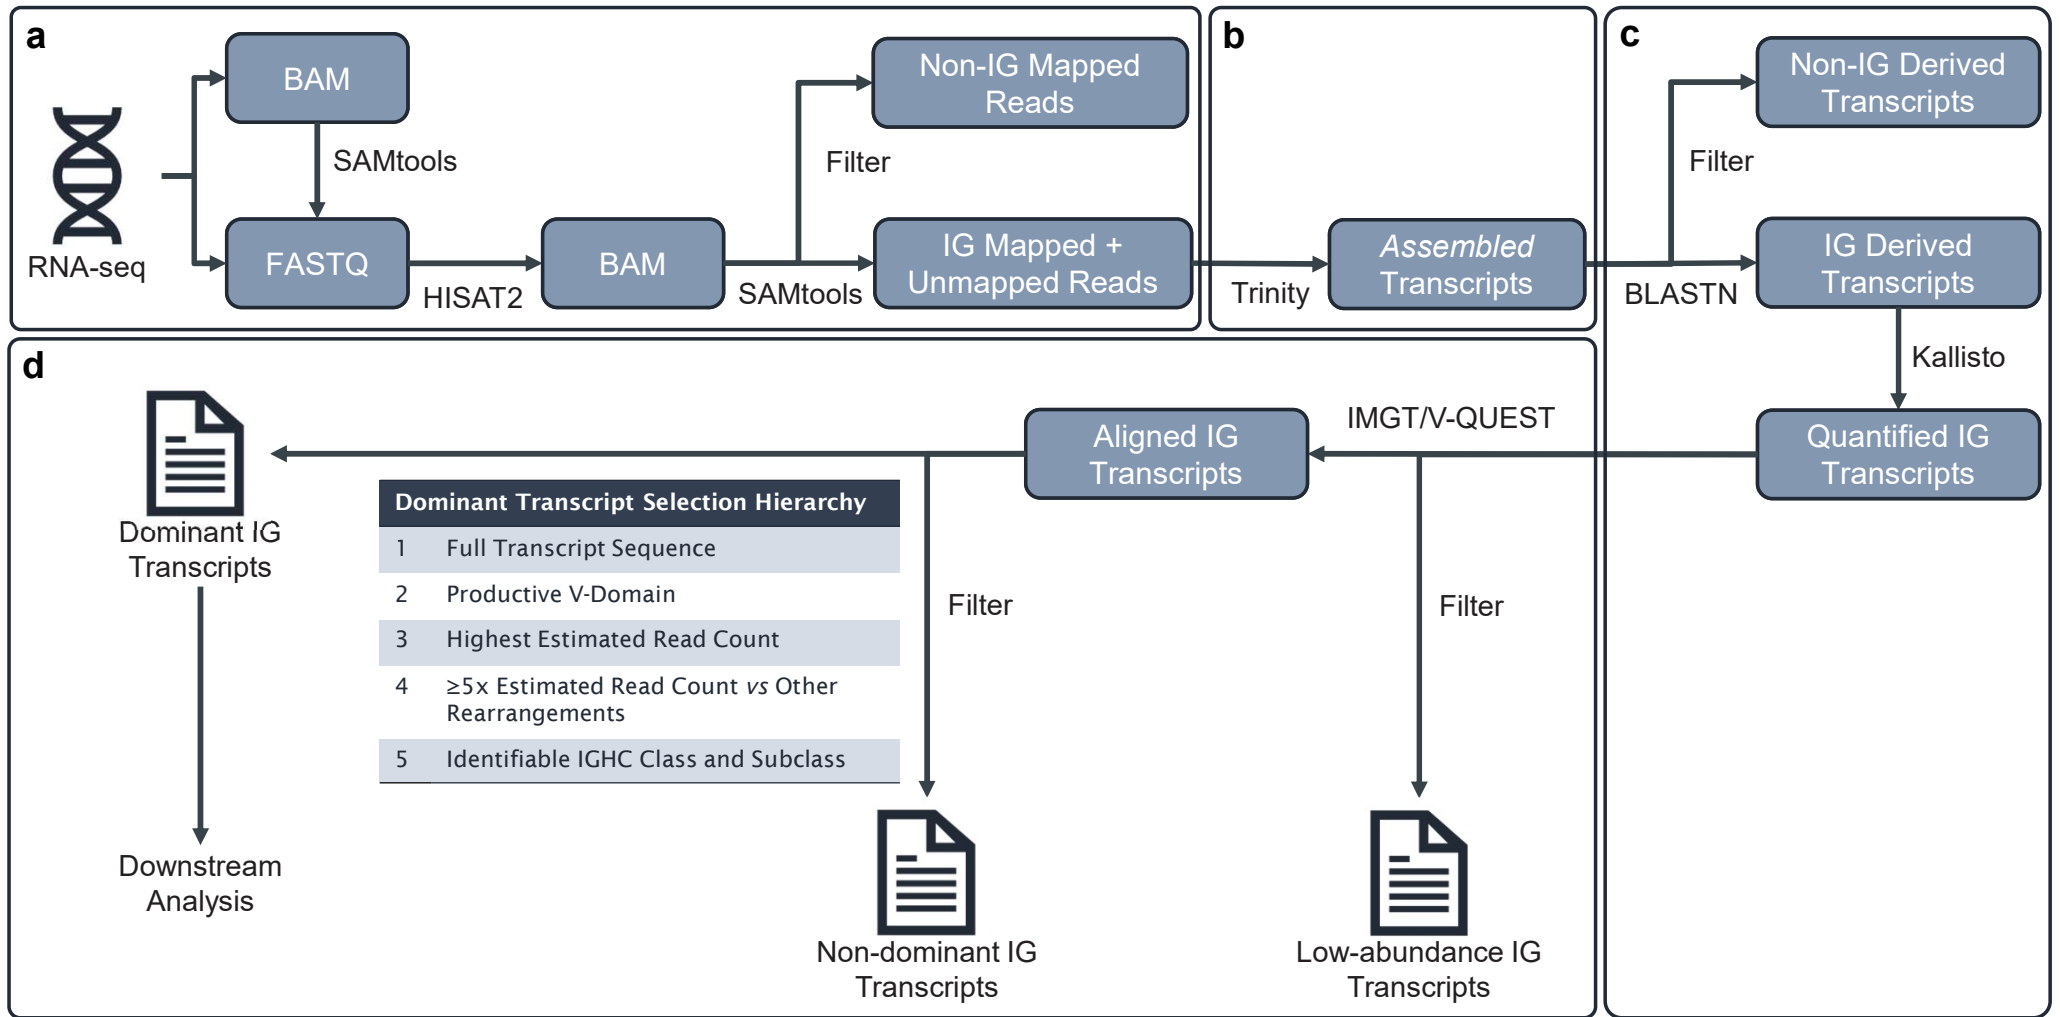 a
BAM
SAMtools
RNA-seq
FASTQ
HISAT2
BAM
SAMtools
Filter
Non-IG Mapped
Reads
IG Mapped +
Unmapped Reads
b
Trinity
Assembled
Transcripts
c
Non-IG Derived
Transcripts
Filter
BLASTN
IG Derived
Transcripts
Kallisto
Quantified IG
Transcripts
d
IMGT/V-QUEST
Aligned IG
Transcripts
Filter
Low-abundance IG
Transcripts
Filter
Non-dominant IG
Transcripts
Dominant Transcript Selection Hierarchy
1 Full Transcript Sequence
2 Productive V-Domain
3 Highest Estimated Read Count
4 ≥5x Estimated Read Count vs Other
Rearrangements
5 Identifiable IGHC Class and Subclass
Dominant IG
Transcripts
Downstream
Analysis